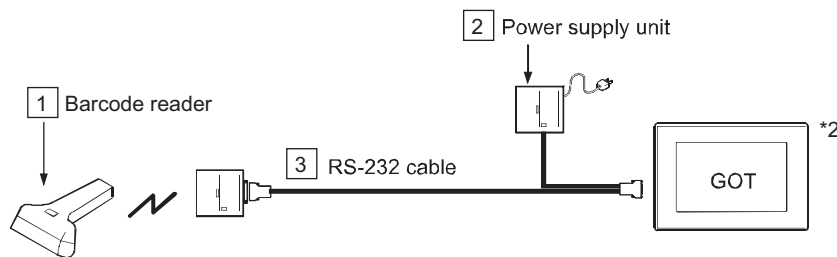 2 Power supply unit
1 Barcode reader
*2
3 RS-232 cable
GOT